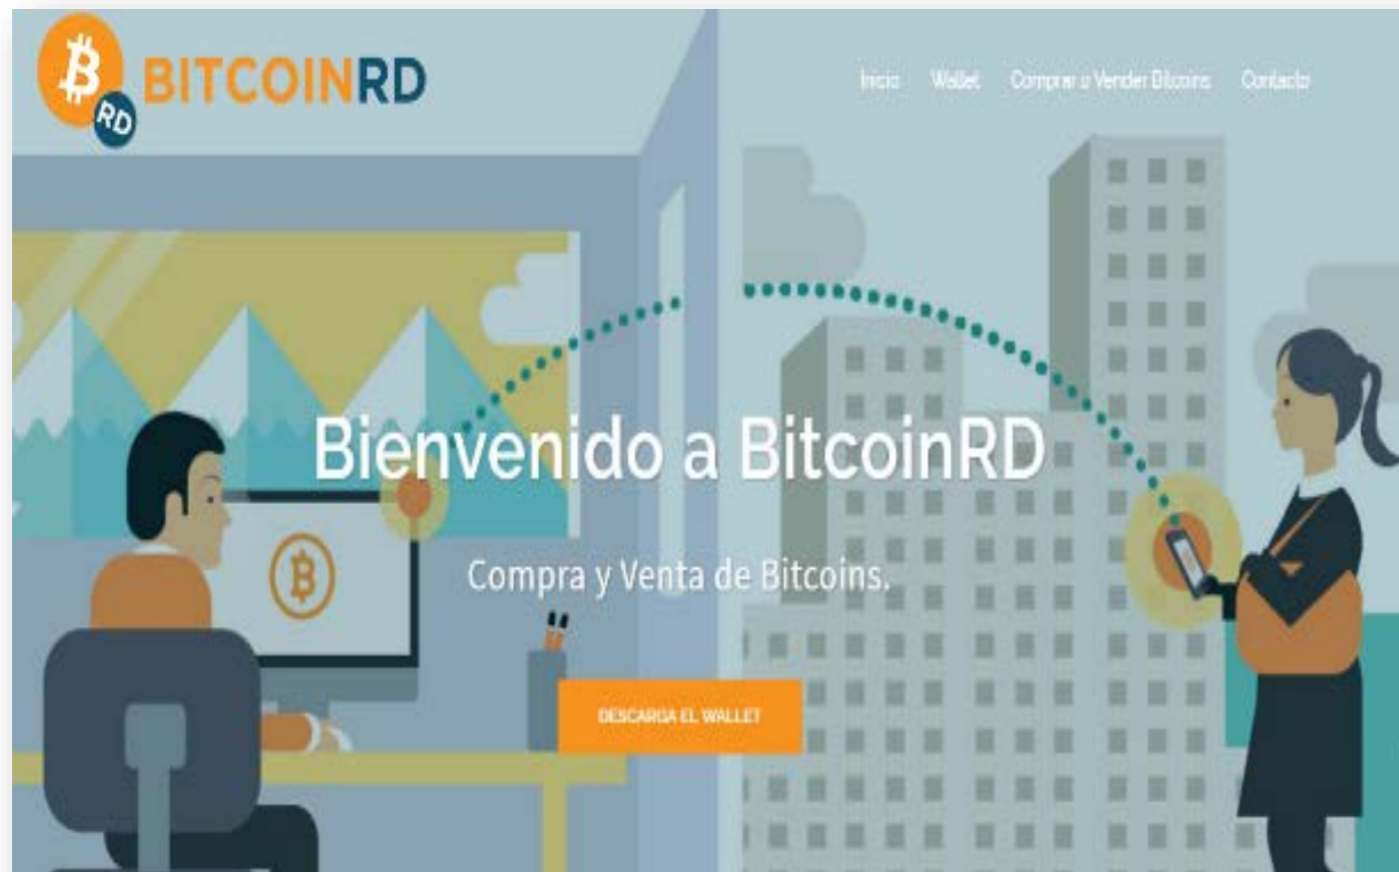 RD
BITCOINRD
Inicio Wallet Comprar o Vender Bitcoins Contacto
Bienvenido a BitcoinRD
Compra y Venta de Bitcoins.
DESCARGA EL WALLET